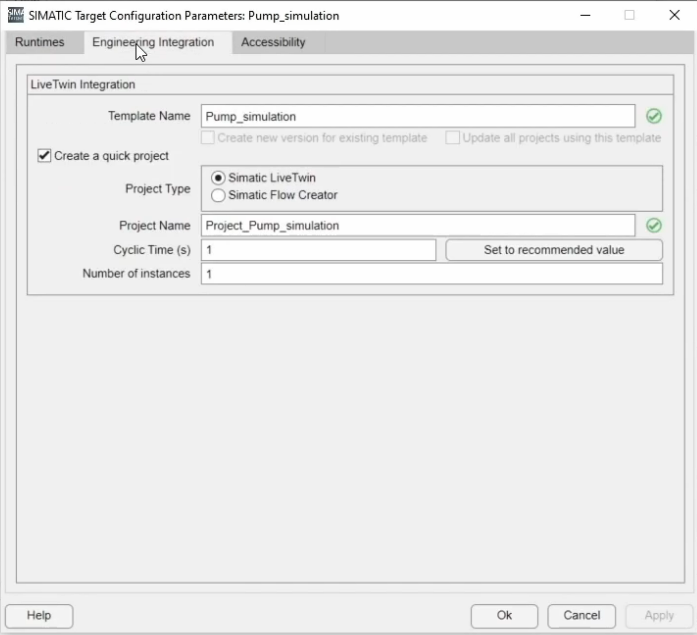 SIMATIC Target Configuration Parameters: Pump_simulation
Runtimes Engineering Integration Accessibility
LiveTwin Integration
Template Name Pump_simulation
Create new version for existing template Update all projects using this template
Create a quick project
Project Type
Simatic LiveTwin
Simatic Flow Creator
Project Name Project_Pump_simulation
Cyclic Time (s) 1 Set to recommended value
Number of instances 1
Help Ok Cancel Apply